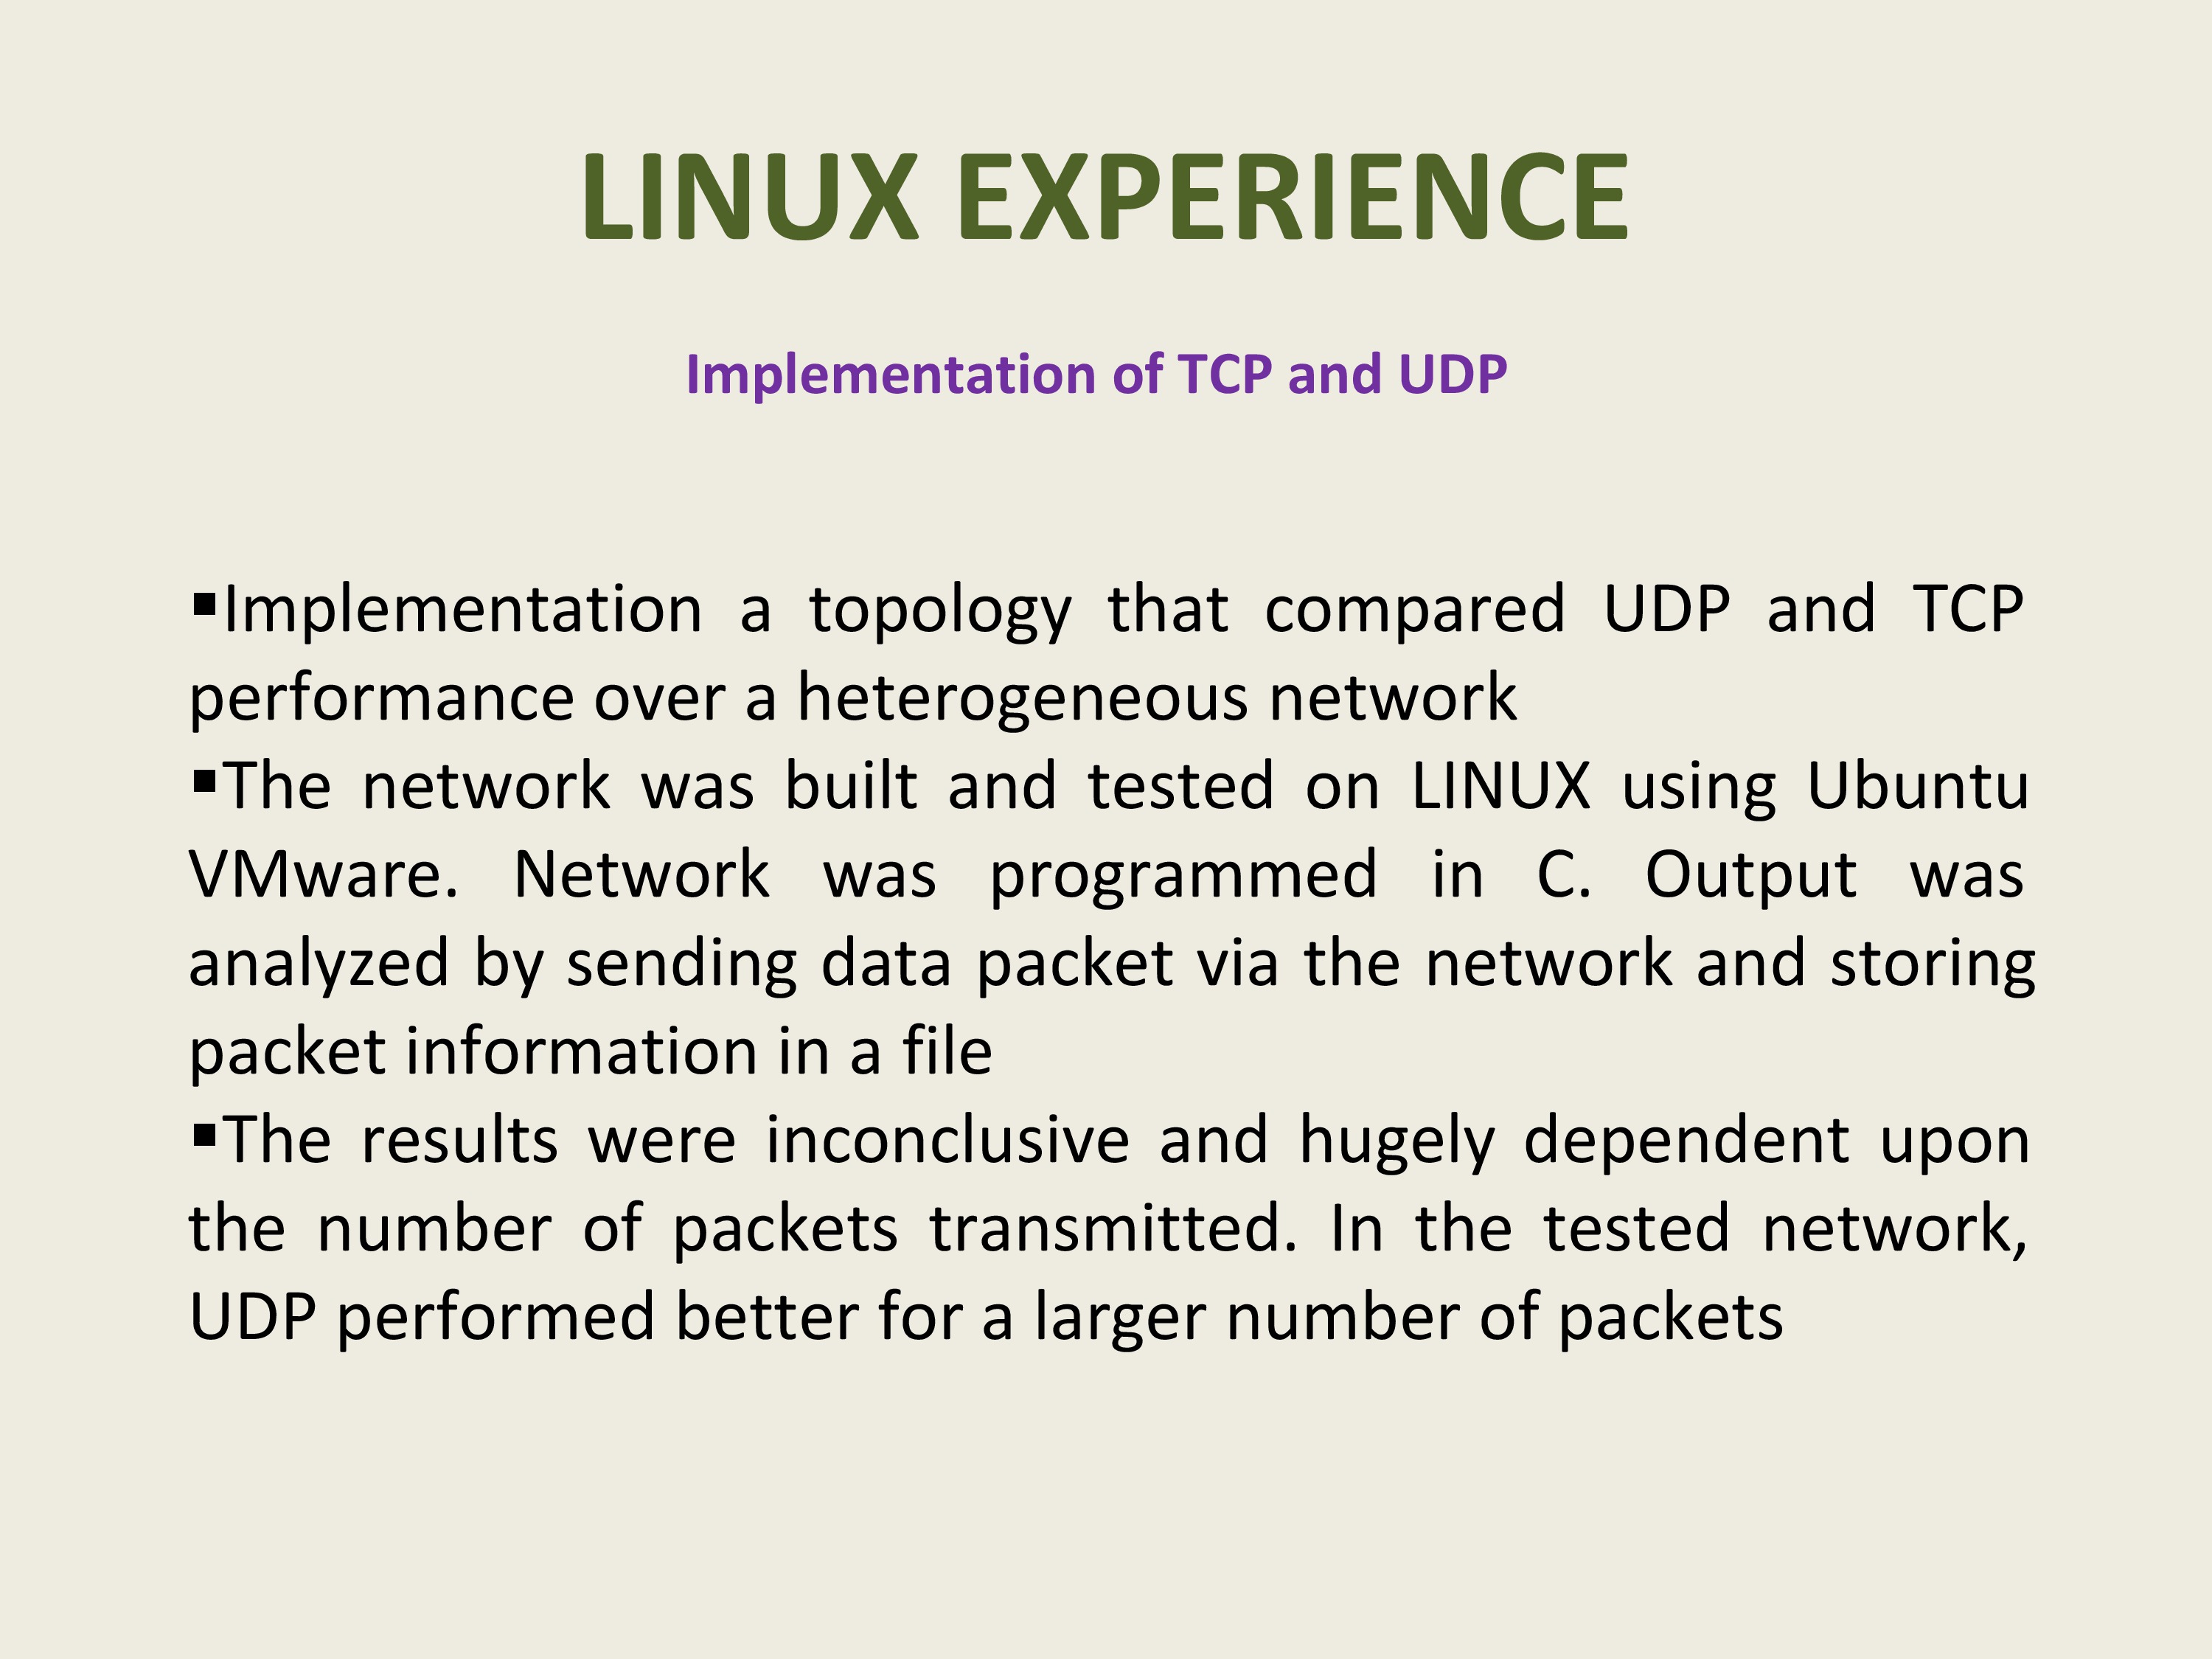 LINUX EXPERIENCE
Implementation of TCP and UDP
▪Implementation a topology that compared UDP and TCP
performance over a heterogeneous network
▪The network was built and tested on LINUX using Ubuntu
VMware. Network was programmed in C. Output was
analyzed by sending data packet via the network and storing
packet information in a file
▪The results were inconclusive and hugely dependent upon
the number of packets transmitted. In the tested network,
UDP performed better for a larger number of packets